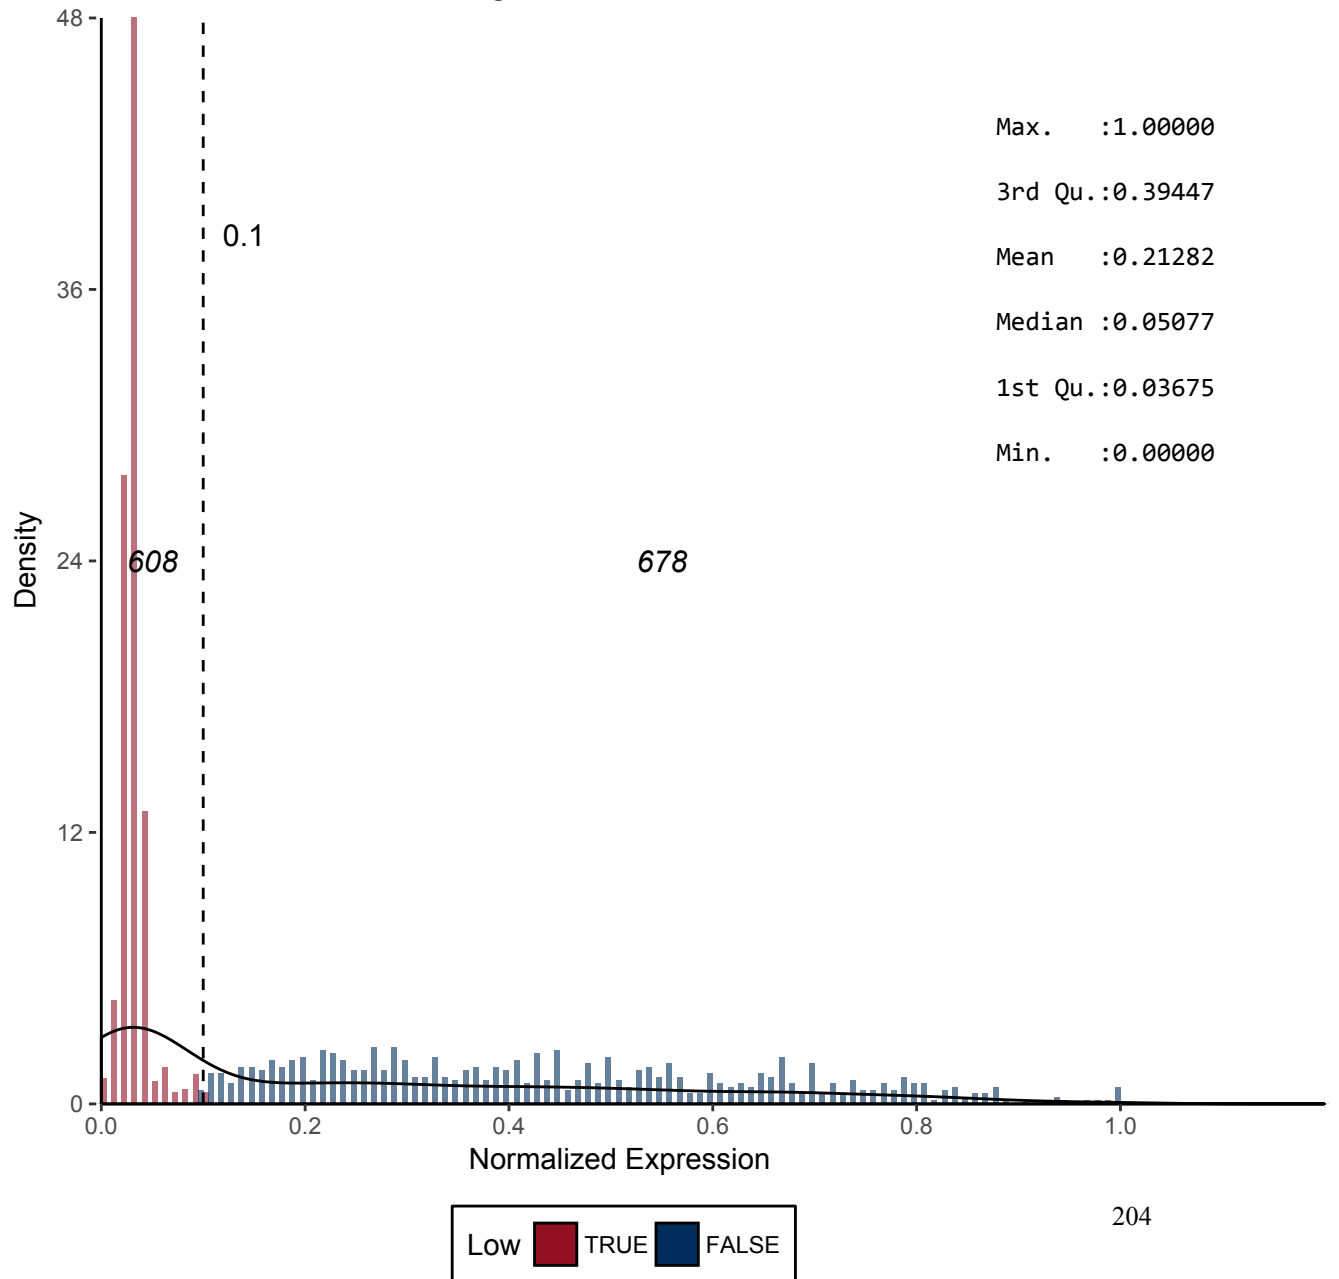 48
36
24
12
0
Density
0.1
608
678
Max.   :1.00000
3rd Qu.:0.39447
Mean   :0.21282
Median :0.05077
1st Qu.:0.03675
Min.   :0.00000
0.0 0.2 0.4 0.6 0.8 1.0
Normalized Expression
Low TRUE FALSE
204